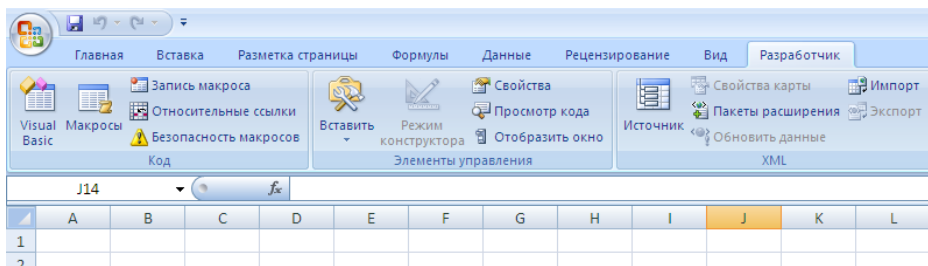 Главная Вставка Разметка страницы Формулы Данные Рецензирование Вид Разработчик
Visual Basic
Макросы
Запись макроса
Относительные ссылки
Безопасность макросов
Код
Вставить
Режим конструктора
Свойства
Просмотр кода
Отобразить окно
Элементы управления
Источник
Свойства карты
Пакеты расширения
Обновить данные
Импорт
Экспорт
XML
J14 fx
A B C D E F G H I J K L
1
2